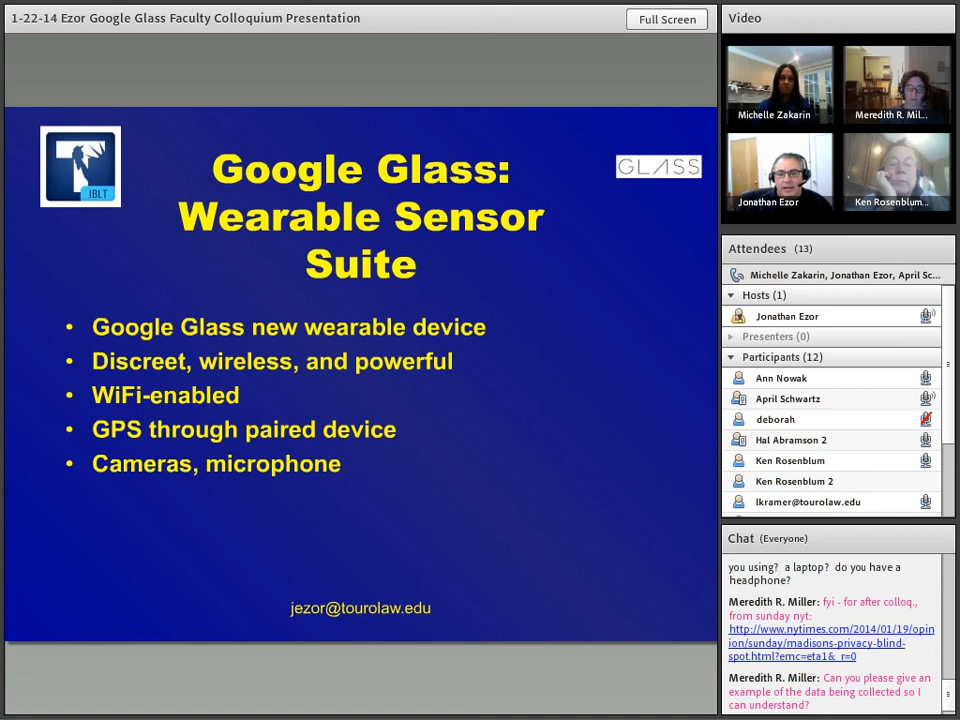 1-22-14 Ezor Google Glass Faculty Colloquium Presentation
Full Screen
IBLT
GLASS
Google Glass:
Wearable Sensor
Suite
• Google Glass new wearable device
• Discreet, wireless, and powerful
• WiFi-enabled
• GPS through paired device
• Cameras, microphone
jezor@tourolaw.edu
Video
Michelle Zakarin
Meredith R. Mil...
Jonathan Ezor
Ken Rosenblum...
Attendees (13)
Michelle Zakarin, Jonathan Ezor, April Sc...
Hosts (1)
Jonathan Ezor
Presenters (0)
Participants (12)
Ann Nowak
April Schwartz
deborah
Hal Abramson 2
Ken Rosenblum
Ken Rosenblum 2
lkramer@tourolaw.edu
Chat (Everyone)
you using? a laptop? do you have a
headphone?
Meredith R. Miller: fyi - for after colloq.,
from sunday nyt:
http://www.nytimes.com/2014/01/19/opin
ion/sunday/madisons-privacy-blind-
spot.html?emc=eta1&_r=0
Meredith R. Miller: Can you please give an
example of the data being collected so I
can understand?